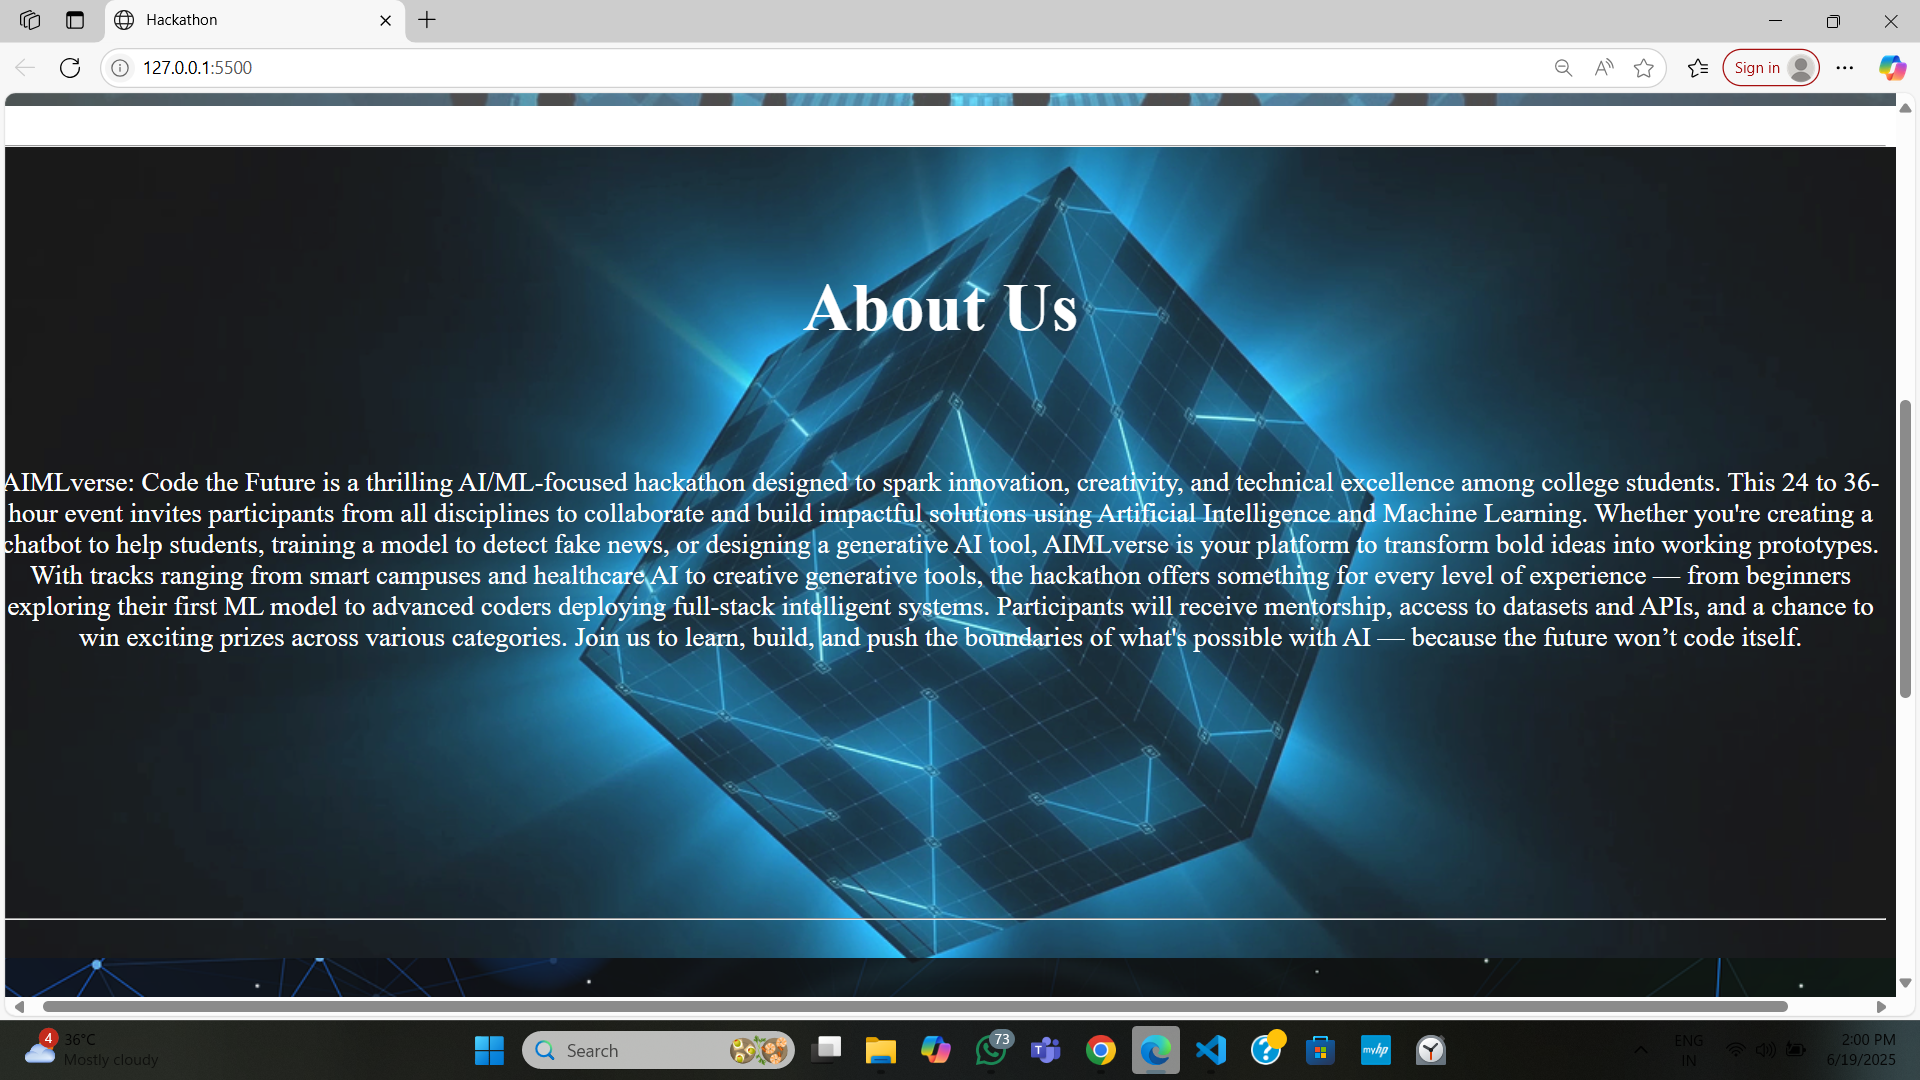 Hackathon
127.0.0.1:5500
Sign in
About Us
AIMLverse: Code the Future is a thrilling AI/ML-focused hackathon designed to spark innovation, creativity, and technical excellence among college students. This 24 to 36-
hour event invites participants from all disciplines to collaborate and build impactful solutions using Artificial Intelligence and Machine Learning. Whether you're creating a
chatbot to help students, training a model to detect fake news, or designing a generative AI tool, AIMLverse is your platform to transform bold ideas into working prototypes.
With tracks ranging from smart campuses and healthcare AI to creative generative tools, the hackathon offers something for every level of experience — from beginners
exploring their first ML model to advanced coders deploying full-stack intelligent systems. Participants will receive mentorship, access to datasets and APIs, and a chance to
win exciting prizes across various categories. Join us to learn, build, and push the boundaries of what's possible with AI — because the future won’t code itself.
4
36°C
Mostly cloudy
Search
73
myhp
ENG
IN
2:00 PM
6/19/2025